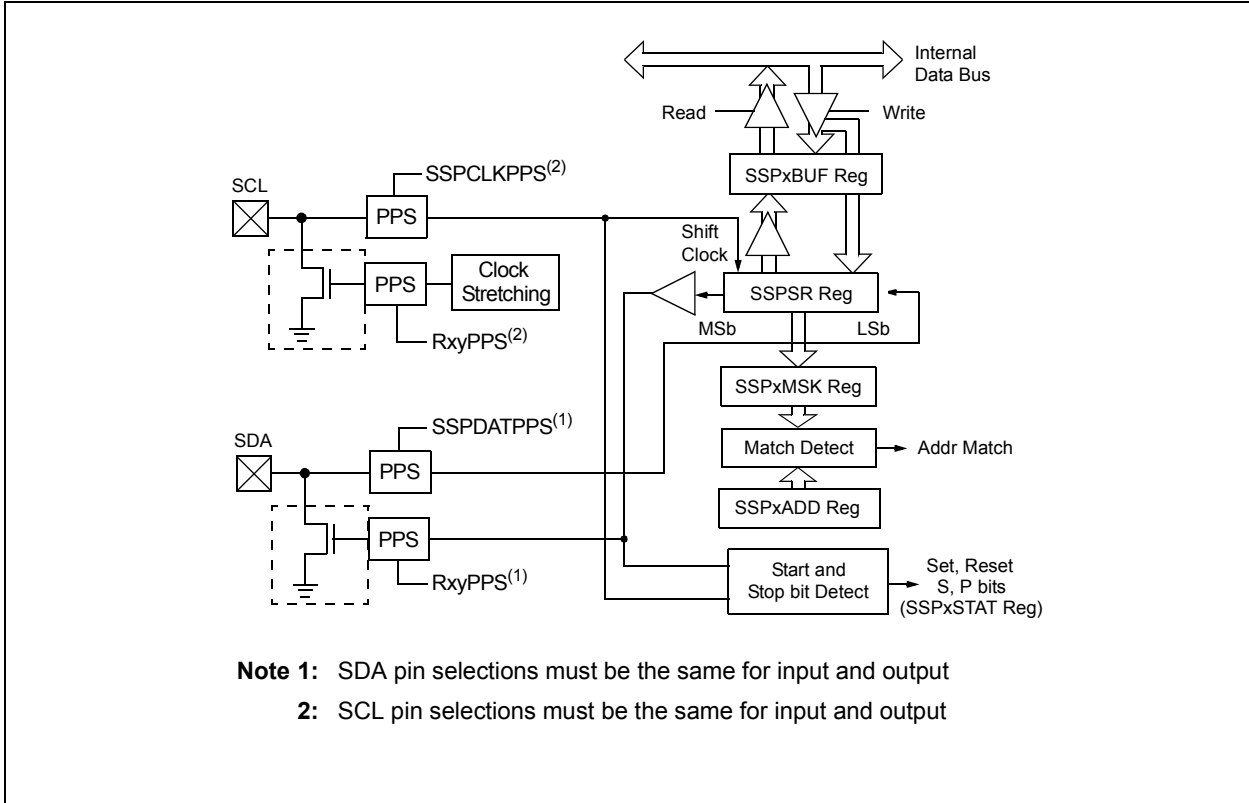 Internal
Data Bus
Read
Write
SSPxBUF Reg
SSPCLKPPS(2)
SCL
PPS
Shift
Clock
PPS
Clock
Stretching
SSPSR Reg
MSb
LSb
RxyPPS(2)
SSPxMSK Reg
SSPDATPPS(1)
SDA
PPS
Match Detect
Addr Match
SSPxADD Reg
PPS
RxyPPS(1)
Start and
Stop bit Detect
Set, Reset
S, P bits
(SSPxSTAT Reg)
Note 1: SDA pin selections must be the same for input and output
2: SCL pin selections must be the same for input and output